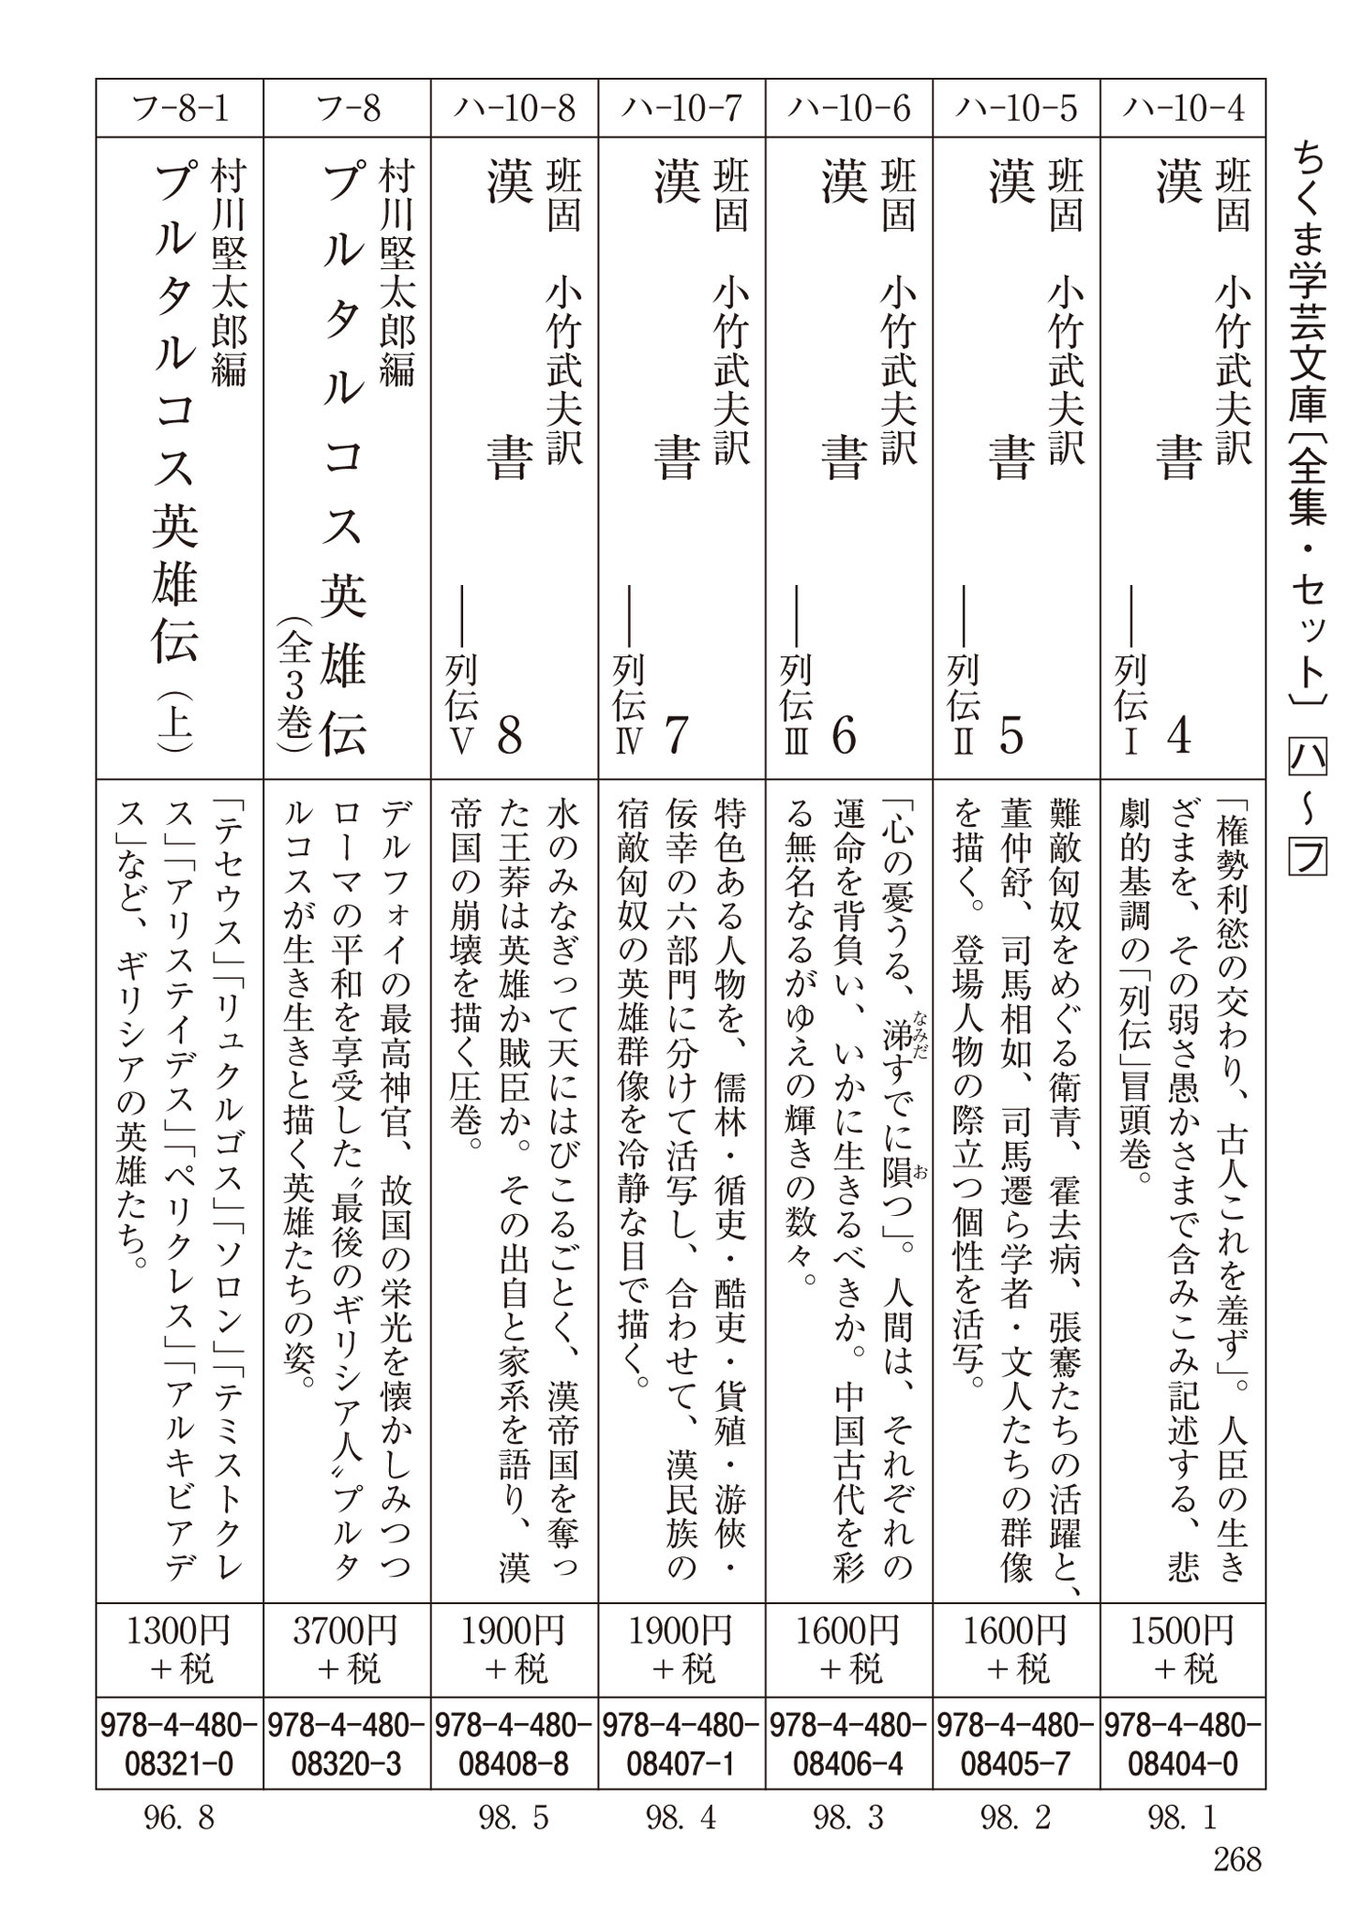 ちくま学芸文庫〔全集・セット〕 ハ〜フ
ハ-10-4
班固 小竹武夫訳
漢書 4
――列伝Ⅰ
「権勢利慾の交わり、古人これを羞ず」。人臣の生き
ざまを、その弱さ愚かさまで含みこみ記述する、悲
劇的基調の「列伝」冒頭巻。
1500円
＋税
978-4-480-
08404-0
98. 1
ハ-10-5
班固 小竹武夫訳
漢書 5
――列伝Ⅱ
難敵匈奴をめぐる衛青、霍去病、張騫たちの活躍と、
董仲舒、司馬相如、司馬遷ら学者・文人たちの群像
を描く。登場人物の際立つ個性を活写。
1600円
＋税
978-4-480-
08405-7
98. 2
ハ-10-6
班固 小竹武夫訳
漢書 6
――列伝Ⅲ
「心の憂うる、涕なみだすでに隕おつ」。人間は、それぞれの
運命を背負い、いかに生きるべきか。中国古代を彩
る無名なるがゆえの輝きの数々。
1600円
＋税
978-4-480-
08406-4
98. 3
ハ-10-7
班固 小竹武夫訳
漢書 7
――列伝Ⅳ
特色ある人物を、儒林・循吏・酷吏・貨殖・游俠・
佞幸の六部門に分けて活写し、合わせて、漢民族の
宿敵匈奴の英雄群像を冷静な目で描く。
1900円
＋税
978-4-480-
08407-1
98. 4
ハ-10-8
班固 小竹武夫訳
漢書 8
――列伝Ⅴ
水のみなぎって天にはびこるごとく、漢帝国を奪っ
た王莽は英雄か賊臣か。その出自と家系を語り、漢
帝国の崩壊を描く圧巻。
1900円
＋税
978-4-480-
08408-8
98. 5
フ-8
村川堅太郎編
プルタルコス英雄伝
（全3巻）
デルフォイの最高神官、故国の栄光を懐かしみつつ
ローマの平和を享受した〝最後のギリシア人〟プルタ
ルコスが生き生きと描く英雄たちの姿。
3700円
＋税
978-4-480-
08320-3
フ-8-1
村川堅太郎編
プルタルコス英雄伝（上）
「テセウス」「リュクルゴス」「ソロン」「テミストクレ
ス」「アリステイデス」「ペリクレス」「アルキビアデ
ス」など、ギリシアの英雄たち。
1300円
＋税
978-4-480-
08321-0
96. 8
268